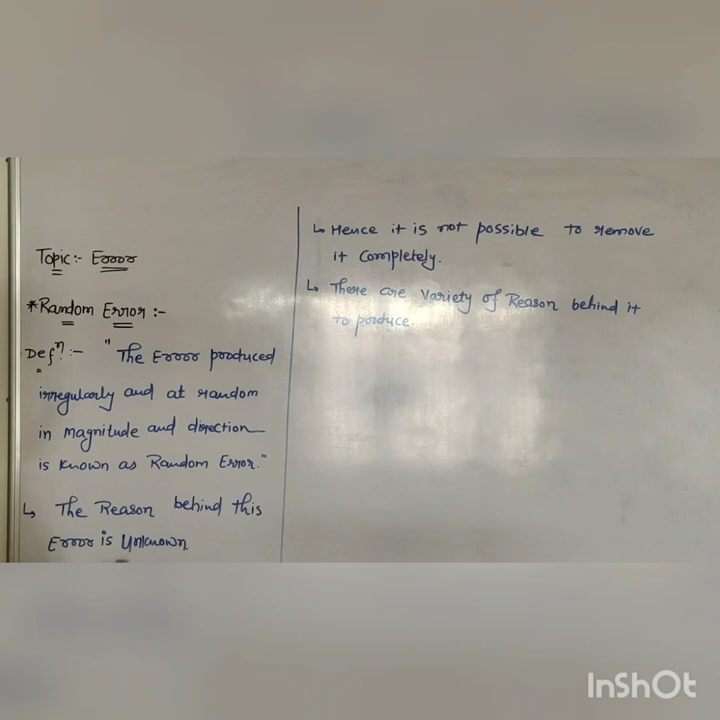 Topic:- Error
*Random Error:-
Defⁿ:- "The Error produced
irregularly and at random
in magnitude and direction
is known as Random Error."
↳ The Reason behind this
Error is Unknown
↳ Hence it is not possible to remove
it completely.
↳ There are variety of Reason behind it
to produce.
InShOt